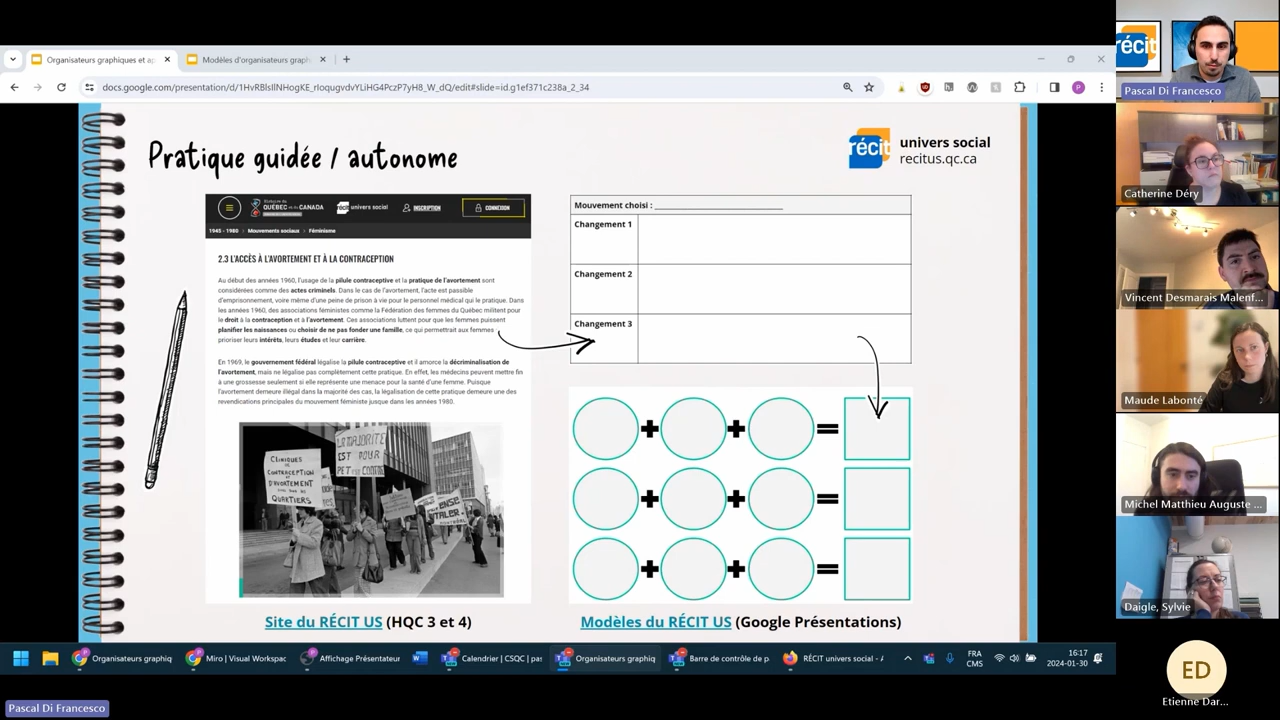 Organisateurs graphiques et ap
Modèles d'organisateurs graph
docs.google.com/presentation/d/1HvRBlsIlNHogKE_rIoqugvdvYLiHG4PczP7yH8_W_dQ/edit#slide=id.g1ef371c238a_2_34
Pratique guidée / autonome
récit
univers social
recitus.qc.ca
QUÉBEC ET DU CANADA
récit univers social
INSCRIPTION
CONNEXION
1945 - 1980 > Mouvements sociaux > Féminisme
2.3 L'ACCÈS À L'AVORTEMENT ET À LA CONTRACEPTION
Au début des années 1960, l'usage de la pilule contraceptive et la pratique de l'avortement sont
considérées comme des actes criminels. Dans le cas de l'avortement, l'acte est passible
d'emprisonnement, voire même d'une peine de prison à vie pour le personnel médical qui le pratique. Dans
les années 1960, des associations féministes comme la Fédération des femmes du Québec militent pour
le droit à la contraception et à l'avortement. Ces associations luttent pour que les femmes puissent
planifier les naissances ou choisir de ne pas fonder une famille, ce qui permettrait aux femmes
prioriser leurs intérêts, leurs études et leur carrière.
En 1969, le gouvernement fédéral légalise la pilule contraceptive et il amorce la décriminalisation de
l'avortement, mais ne légalise pas complètement cette pratique. En effet, les médecins peuvent mettre fin
à une grossesse seulement si elle représente une menace pour la santé d'une femme. Puisque
l'avortement demeure illégal dans la majorité des cas, la légalisation de cette pratique demeure une des
revendications principales du mouvement féministe jusque dans les années 1980.
CLINIQUES
DE
CONTRACEPTION
ET D'AVORTEMENT
DANS NOS
QUARTIERS
LA MAJORITÉ
EST POUR
Mouvement choisi :
Changement 1
Changement 2
Changement 3
+ + =
+ + =
+ + =
Site du RÉCIT US (HQC 3 et 4)
Modèles du RÉCIT US (Google Présentations)
Organisateurs graphiq
Miro | Visual Workspac
Affichage Présentateur
Calendrier | CSQC | pas
Organisateurs graphiq
Barre de contrôle de p
RÉCIT univers social - A
FRA
CMS
16:17
2024-01-30
Pascal Di Francesco
récit
Pascal Di Francesco
Catherine Déry
Vincent Desmarais Malenf...
Maude Labonté
Michel Matthieu Auguste ...
Daigle, Sylvie
ED
Etienne Dar...